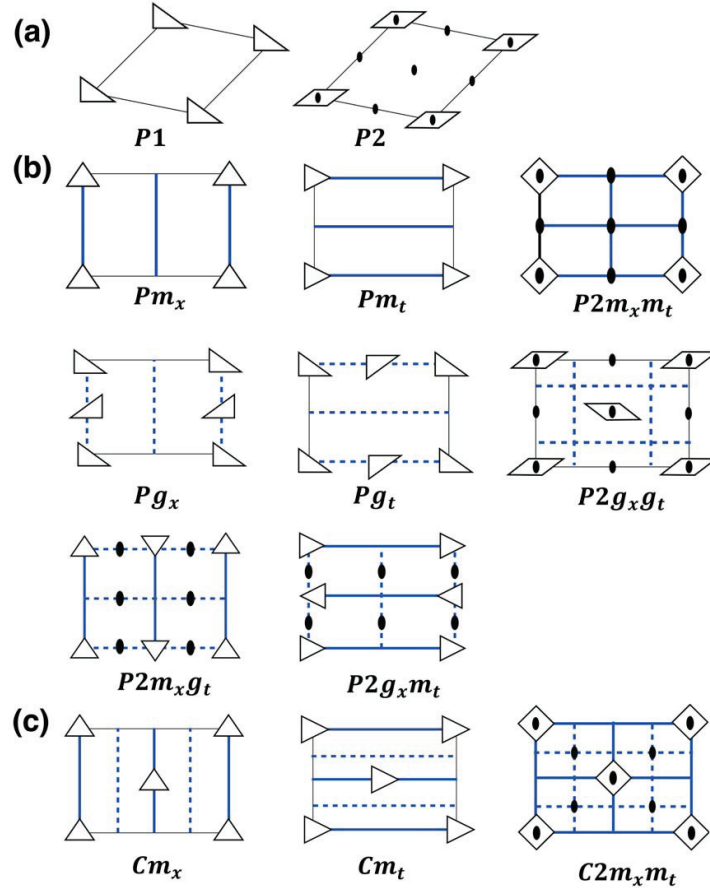 (a)
P1 P2
(b)
Pm_x Pm_t P2m_xm_t
Pg_x Pg_t P2g_xg_t
P2m_xg_t P2g_xm_t
(c)
Cm_x Cm_t C2m_xm_t